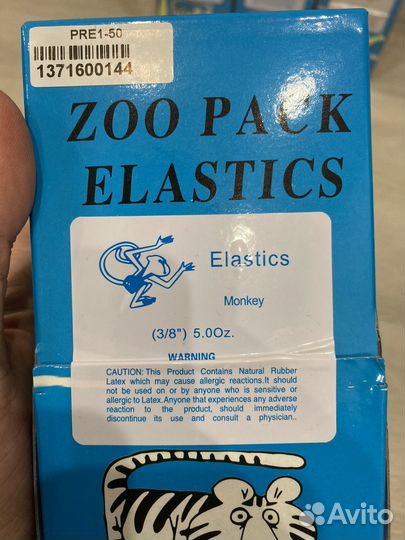 PRE1-50
1371600144
ZOO PACK
ELASTICS
Elastics
Monkey
(3/8") 5.0Oz.
WARNING
CAUTION: This Product Contains Natural Rubber
Latex which may cause allergic reactions.It should
not be used on or by anyone who is sensitive or
allergic to Latex.Anyone that experiences any adverse
reaction to the product, should immediately
discontinue its use and consult a physician..
Avito